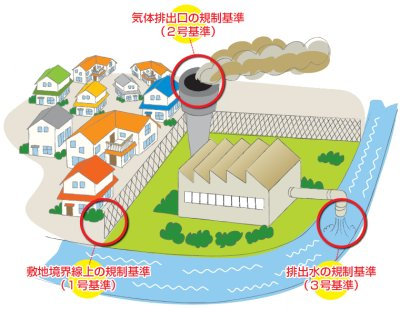 気体排出口の規制基準
（２号基準）
敷地境界線上の規制基準
（１号基準）
排出水の規制基準
（３号基準）